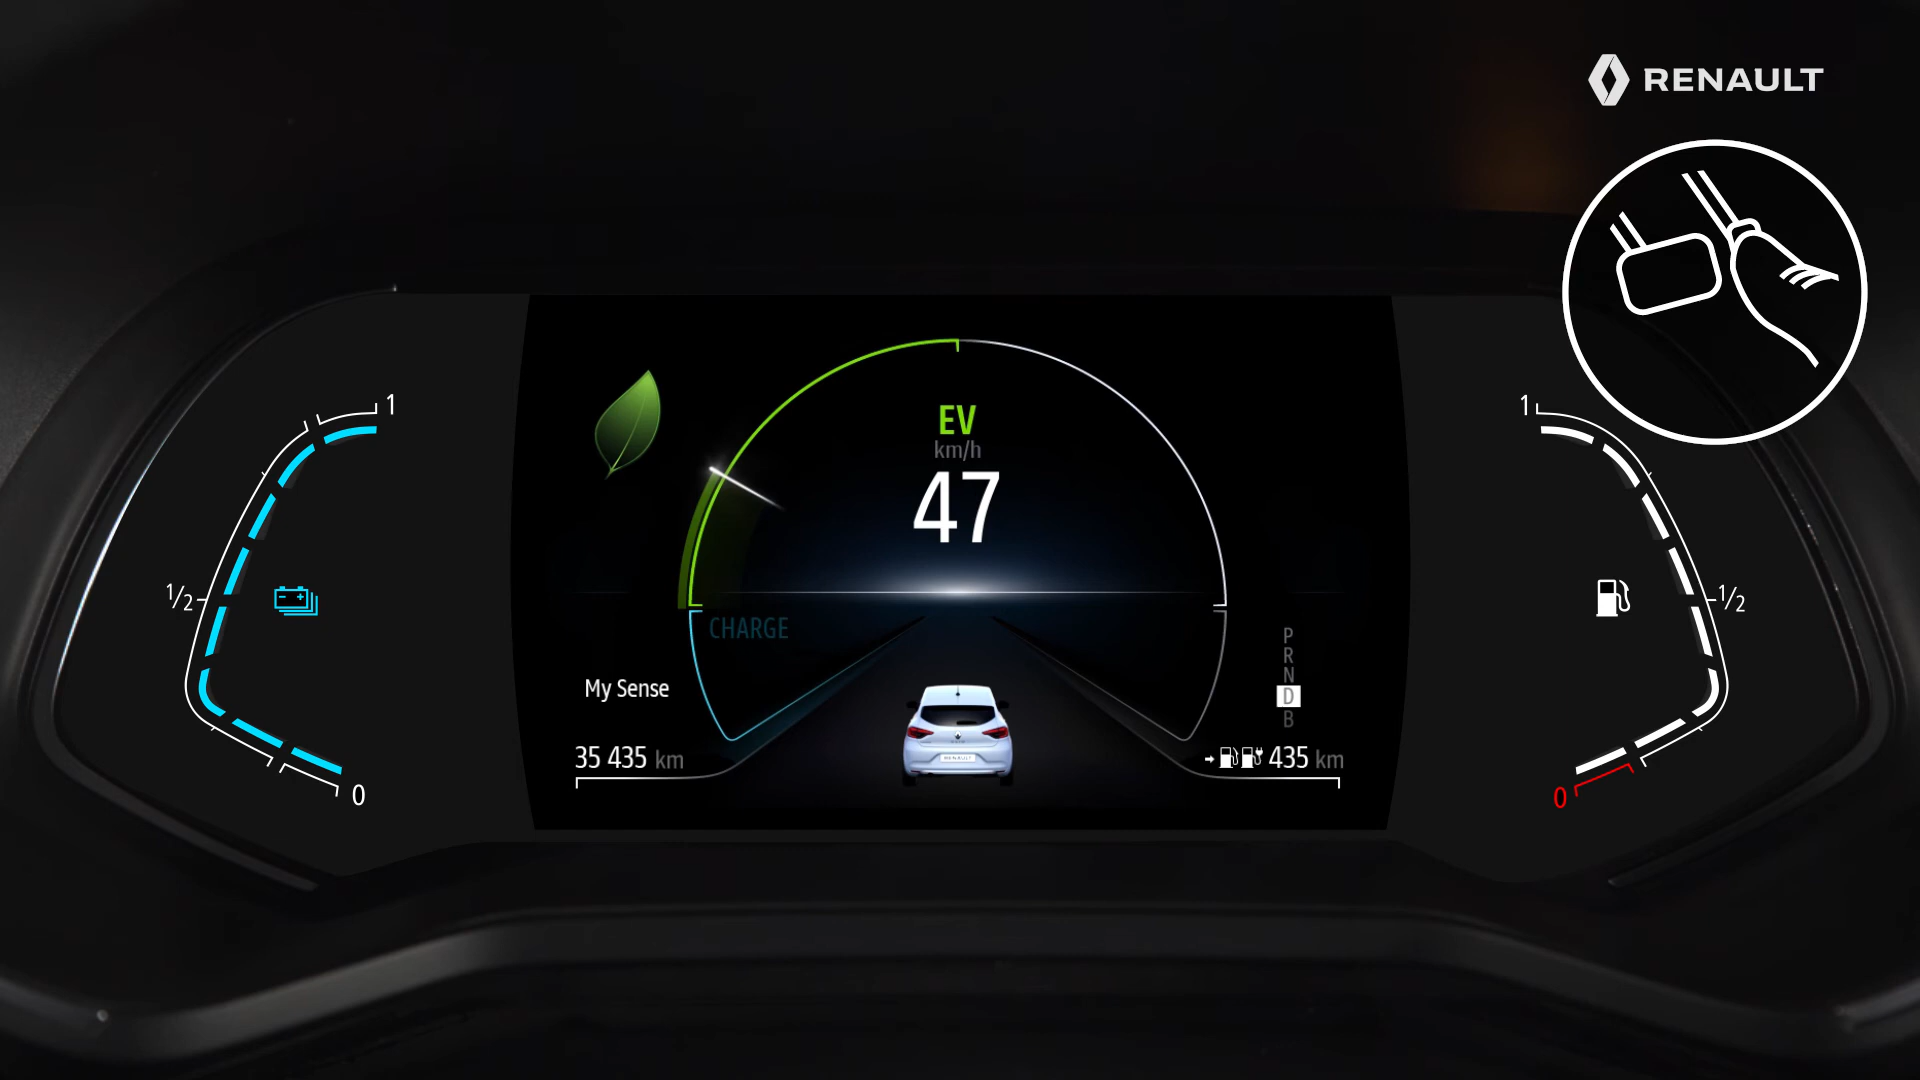 RENAULT
1
1/2
0
EV
km/h
47
CHARGE
My Sense
35 435 km
P
R
N
D
B
435 km
1
1/2
0
RENAULT